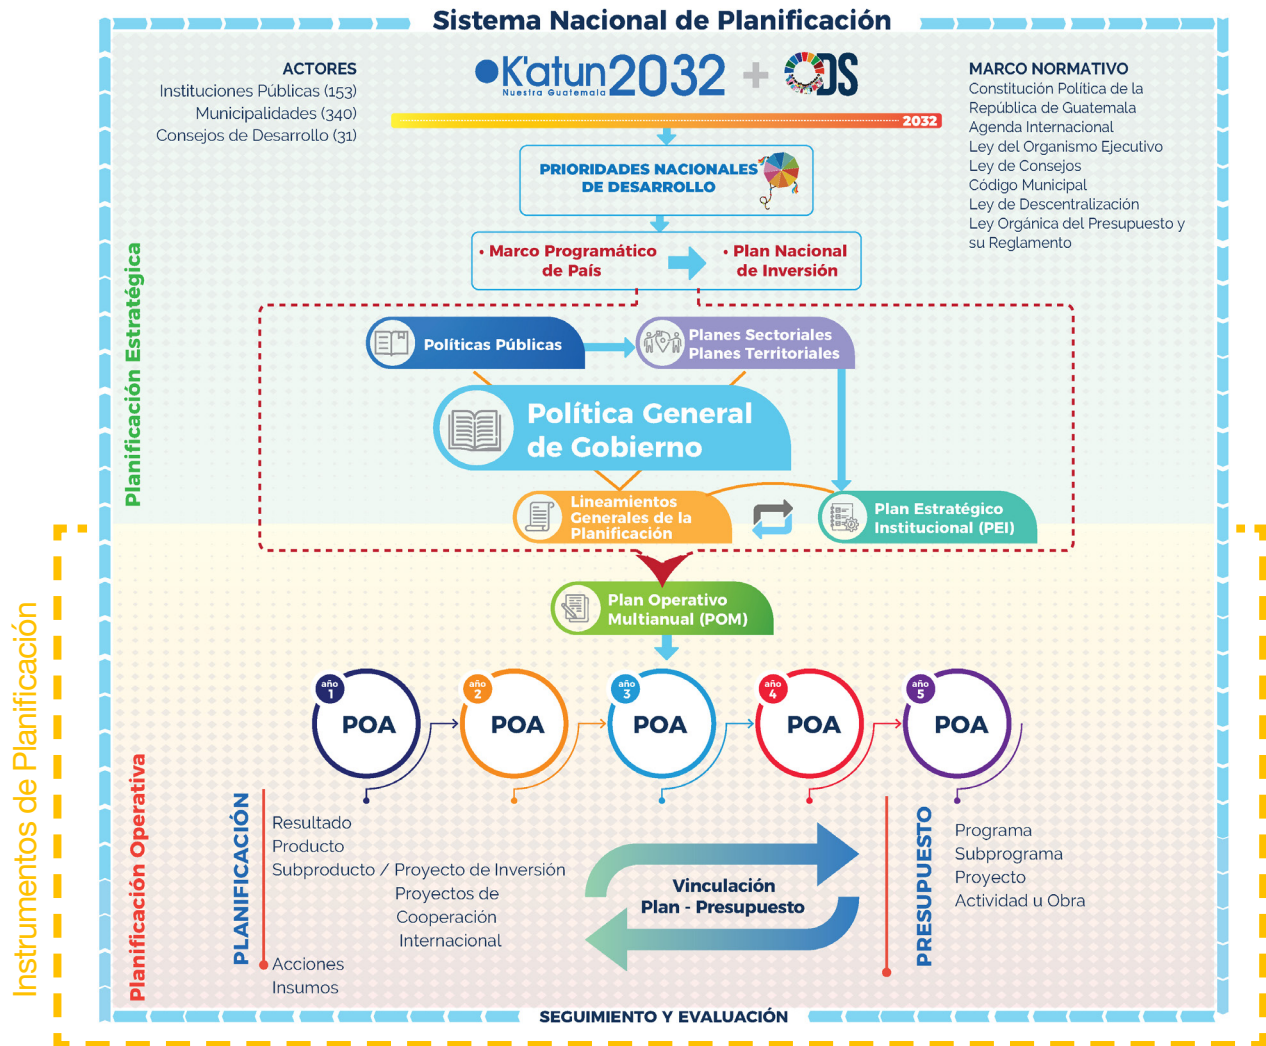 Sistema Nacional de Planificación
ACTORES
Instituciones Públicas (153)
Municipalidades (340)
Consejos de Desarrollo (31)
K'atun2032 + ODS
Nuestra Guatemala
2032
MARCO NORMATIVO
Constitución Política de la
República de Guatemala
Agenda Internacional
Ley del Organismo Ejecutivo
Ley de Consejos
Código Municipal
Ley de Descentralización
Ley Orgánica del Presupuesto y
su Reglamento
PRIORIDADES NACIONALES
DE DESARROLLO
• Marco Programático
de País
• Plan Nacional
de Inversión
Planificación Estratégica
Políticas Públicas
Planes Sectoriales
Planes Territoriales
Política General
de Gobierno
Lineamientos
Generales de la
Planificación
Plan Estratégico
Institucional (PEI)
Instrumentos de Planificación
Plan Operativo
Multianual (POM)
año
1
POA
año
2
POA
año
3
POA
año
4
POA
año
5
POA
Planificación Operativa
PLANIFICACIÓN
Resultado
Producto
Subproducto / Proyecto de Inversión
Proyectos de
Cooperación
Internacional
Acciones
Insumos
Vinculación
Plan - Presupuesto
PRESUPUESTO
Programa
Subprograma
Proyecto
Actividad u Obra
SEGUIMIENTO Y EVALUACIÓN